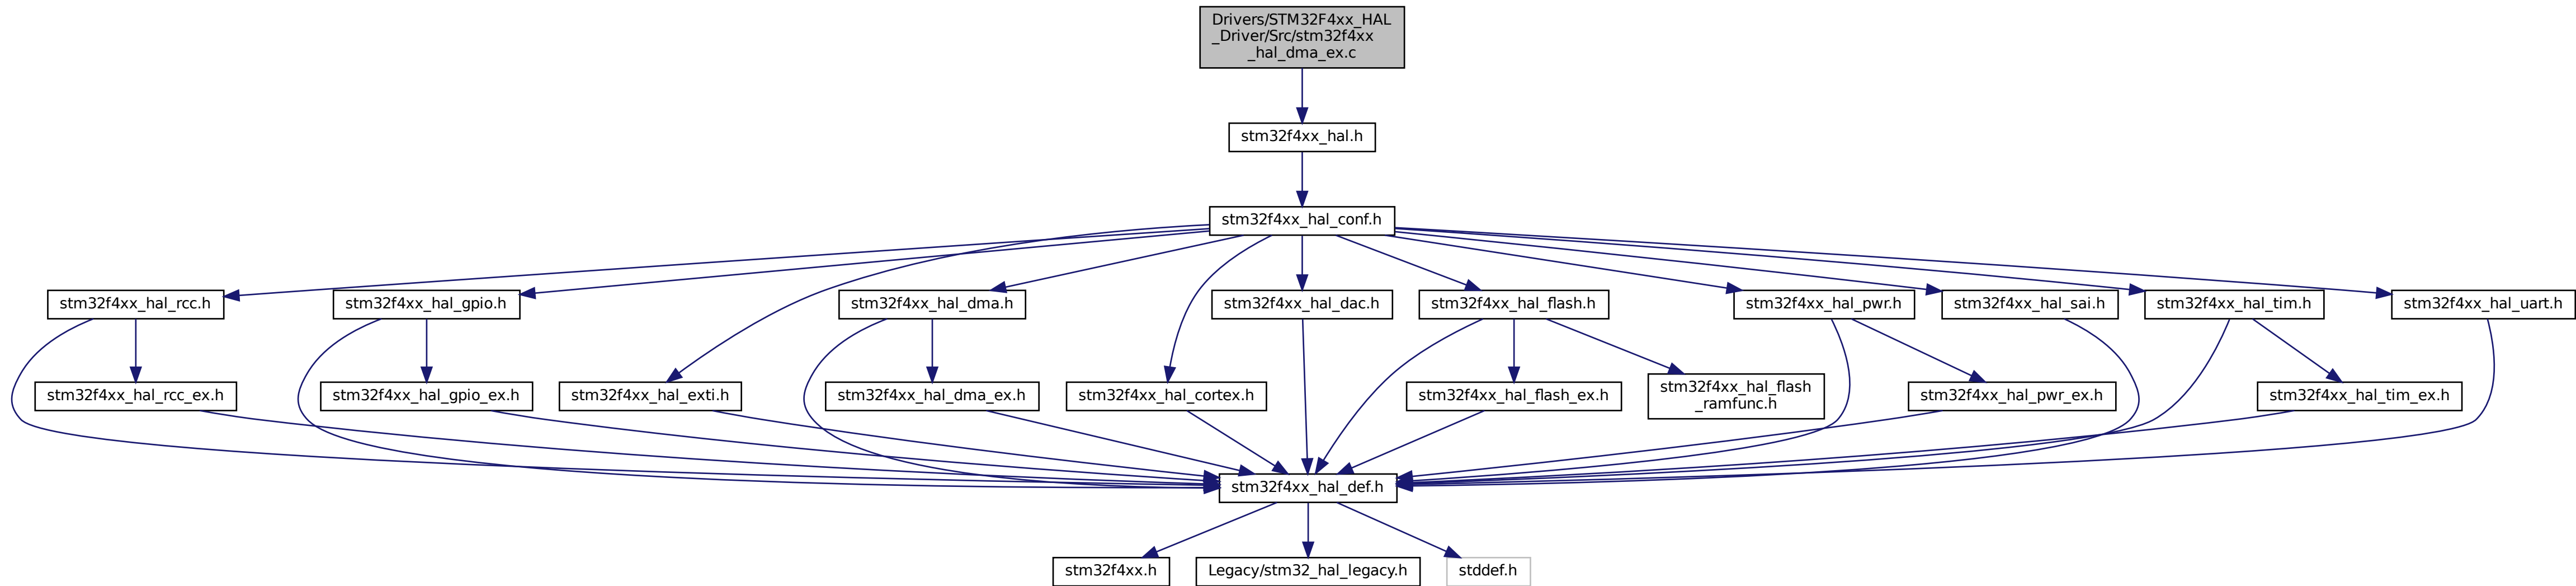 Drivers/STM32F4xx_HAL
_Driver/Src/stm32f4xx
_hal_dma_ex.c
stm32f4xx_hal.h
stm32f4xx_hal_conf.h
stm32f4xx_hal_rcc.h
stm32f4xx_hal_gpio.h
stm32f4xx_hal_dma.h
stm32f4xx_hal_dac.h
stm32f4xx_hal_flash.h
stm32f4xx_hal_pwr.h
stm32f4xx_hal_sai.h
stm32f4xx_hal_tim.h
stm32f4xx_hal_uart.h
stm32f4xx_hal_rcc_ex.h
stm32f4xx_hal_gpio_ex.h
stm32f4xx_hal_exti.h
stm32f4xx_hal_dma_ex.h
stm32f4xx_hal_cortex.h
stm32f4xx_hal_flash_ex.h
stm32f4xx_hal_flash
_ramfunc.h
stm32f4xx_hal_pwr_ex.h
stm32f4xx_hal_tim_ex.h
stm32f4xx_hal_def.h
stm32f4xx.h
Legacy/stm32_hal_legacy.h
stddef.h